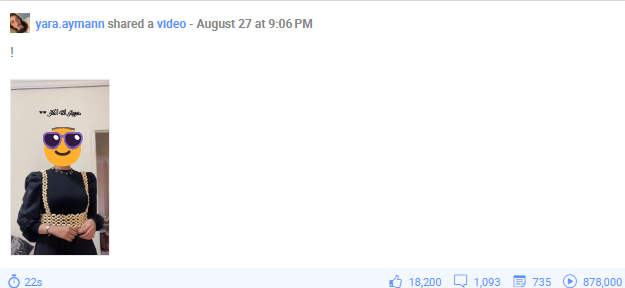 yara.aymann shared a video - August 27 at 9:06 PM
!
22s
18,200
1,093
735
878,000